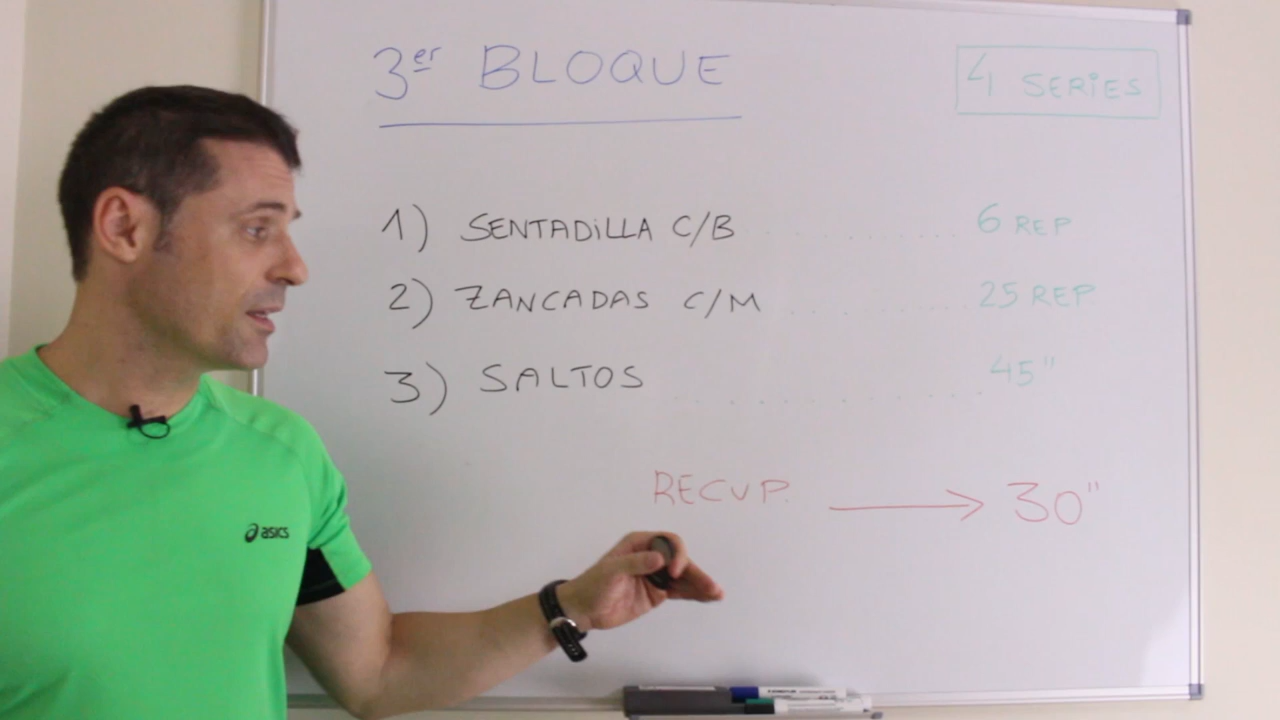 3er BLOQUE
4 SERIES
1) SENTADiLLA C/B .......... 6 REP
2) ZANCADAS C/M .......... 25 REP
3) SALTOS .......... 45"
RECUP. → 30"
asics